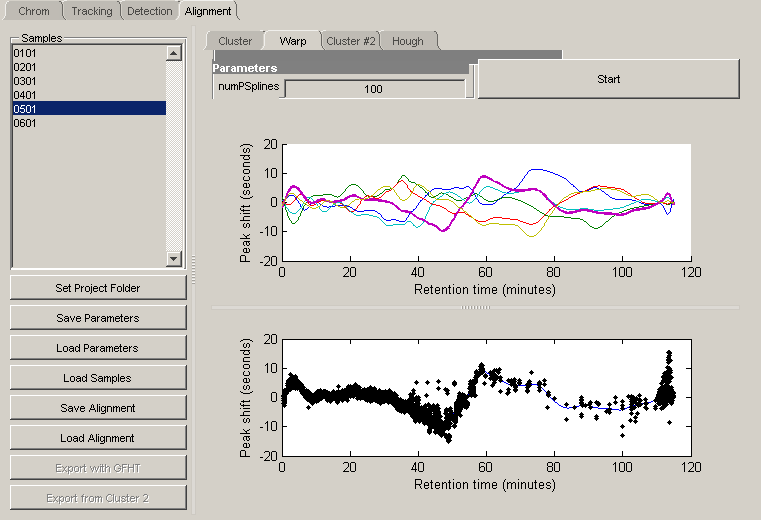 Chrom Tracking Detection Alignment
Samples
0101
0201
0301
0401
0501
0601
Set Project Folder
Save Parameters
Load Parameters
Load Samples
Save Alignment
Load Alignment
Export with GFHT
Export from Cluster 2
Cluster Warp Cluster #2 Hough
Parameters
numPSplines 100
Start
20
10
0
-10
-20
Peak shift (seconds)
0 20 40 60 80 100 120
Retention time (minutes)
20
10
0
-10
-20
Peak shift (seconds)
0 20 40 60 80 100 120
Retention time (minutes)